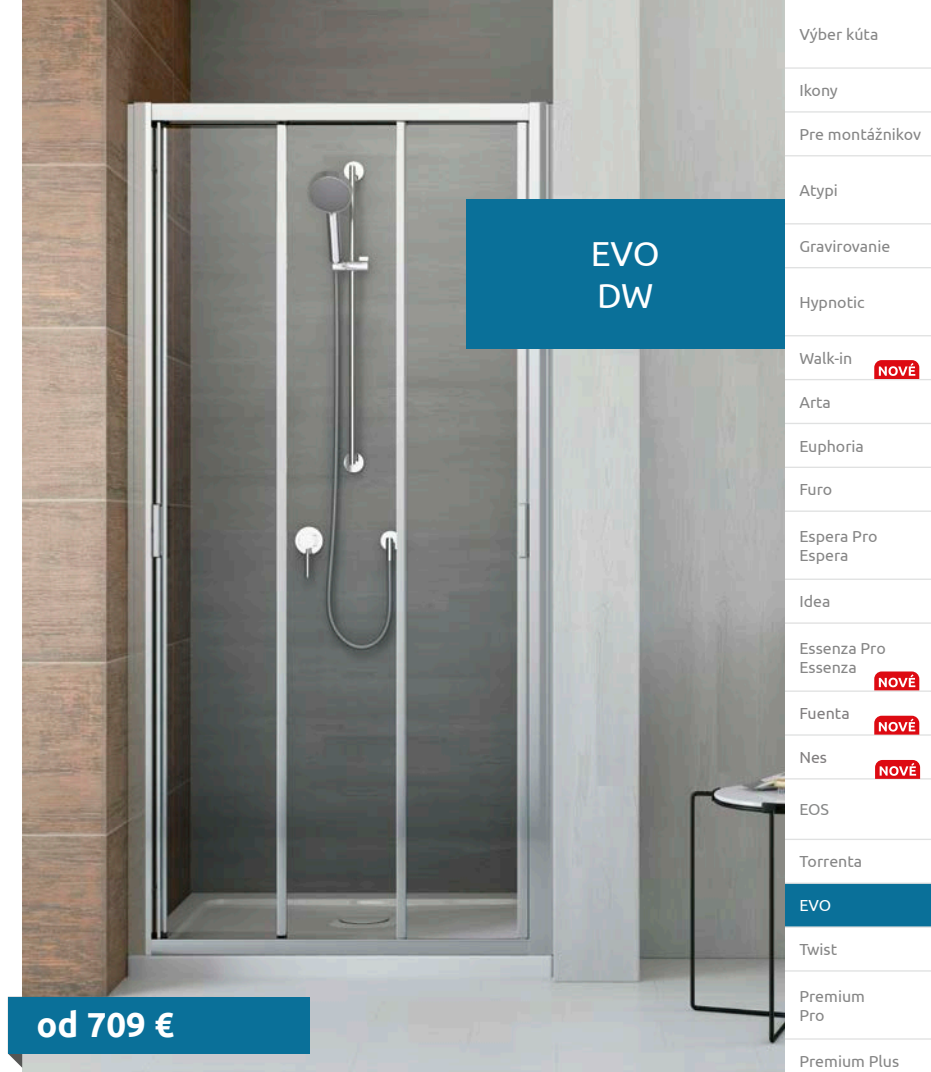 EVO
DW
od 709 €
Výber kúta
Ikony
Pre montážnikov
Atypi
Gravirovanie
Hypnotic
Walk-in
NOVÉ
Arta
Euphoria
Furo
Espera Pro
Espera
Idea
Essenza Pro
Essenza
NOVÉ
Fuenta
NOVÉ
Nes
NOVÉ
EOS
Torrenta
EVO
Twist
Premium
Pro
Premium Plus